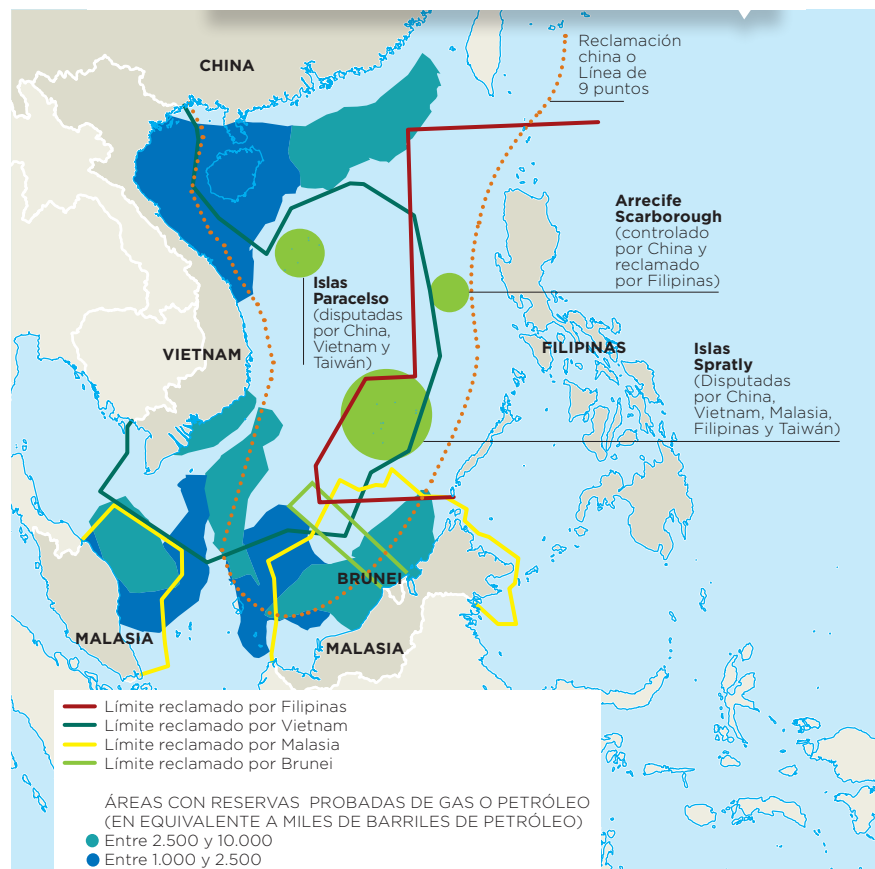 CHINA
Reclamación
china o
Línea de
9 puntos
Arrecife
Scarborough
(controlado
por China y
reclamado
por Filipinas)
Islas
Paracelso
(disputadas
por China,
Vietnam y
Taiwán)
VIETNAM
FILIPINAS
Islas
Spratly
(Disputadas
por China,
Vietnam, Malasia,
Filipinas y Taiwán)
BRUNEI
MALASIA
MALASIA
Límite reclamado por Filipinas
Límite reclamado por Vietnam
Límite reclamado por Malasia
Límite reclamado por Brunei
ÁREAS CON RESERVAS PROBADAS DE GAS O PETRÓLEO
(EN EQUIVALENTE A MILES DE BARRILES DE PETRÓLEO)
Entre 2.500 y 10.000
Entre 1.000 y 2.500